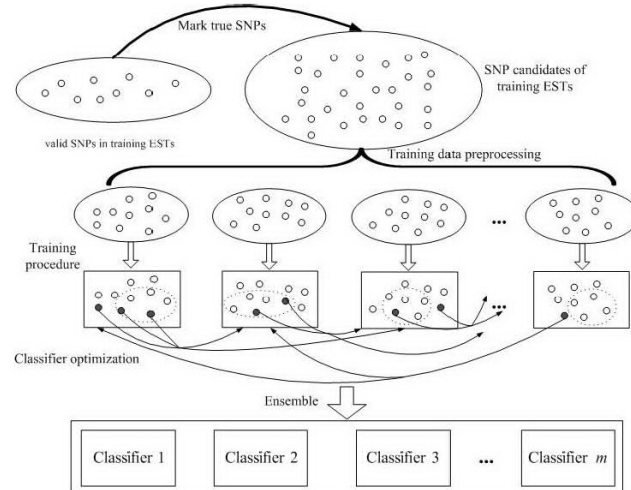 Mark true SNPs
SNP candidates of
training ESTs
valid SNPs in training ESTs
Training data preprocessing
...
Training
procedure
...
Classifier optimization
Ensemble
Classifier 1
Classifier 2
Classifier 3
...
Classifier m